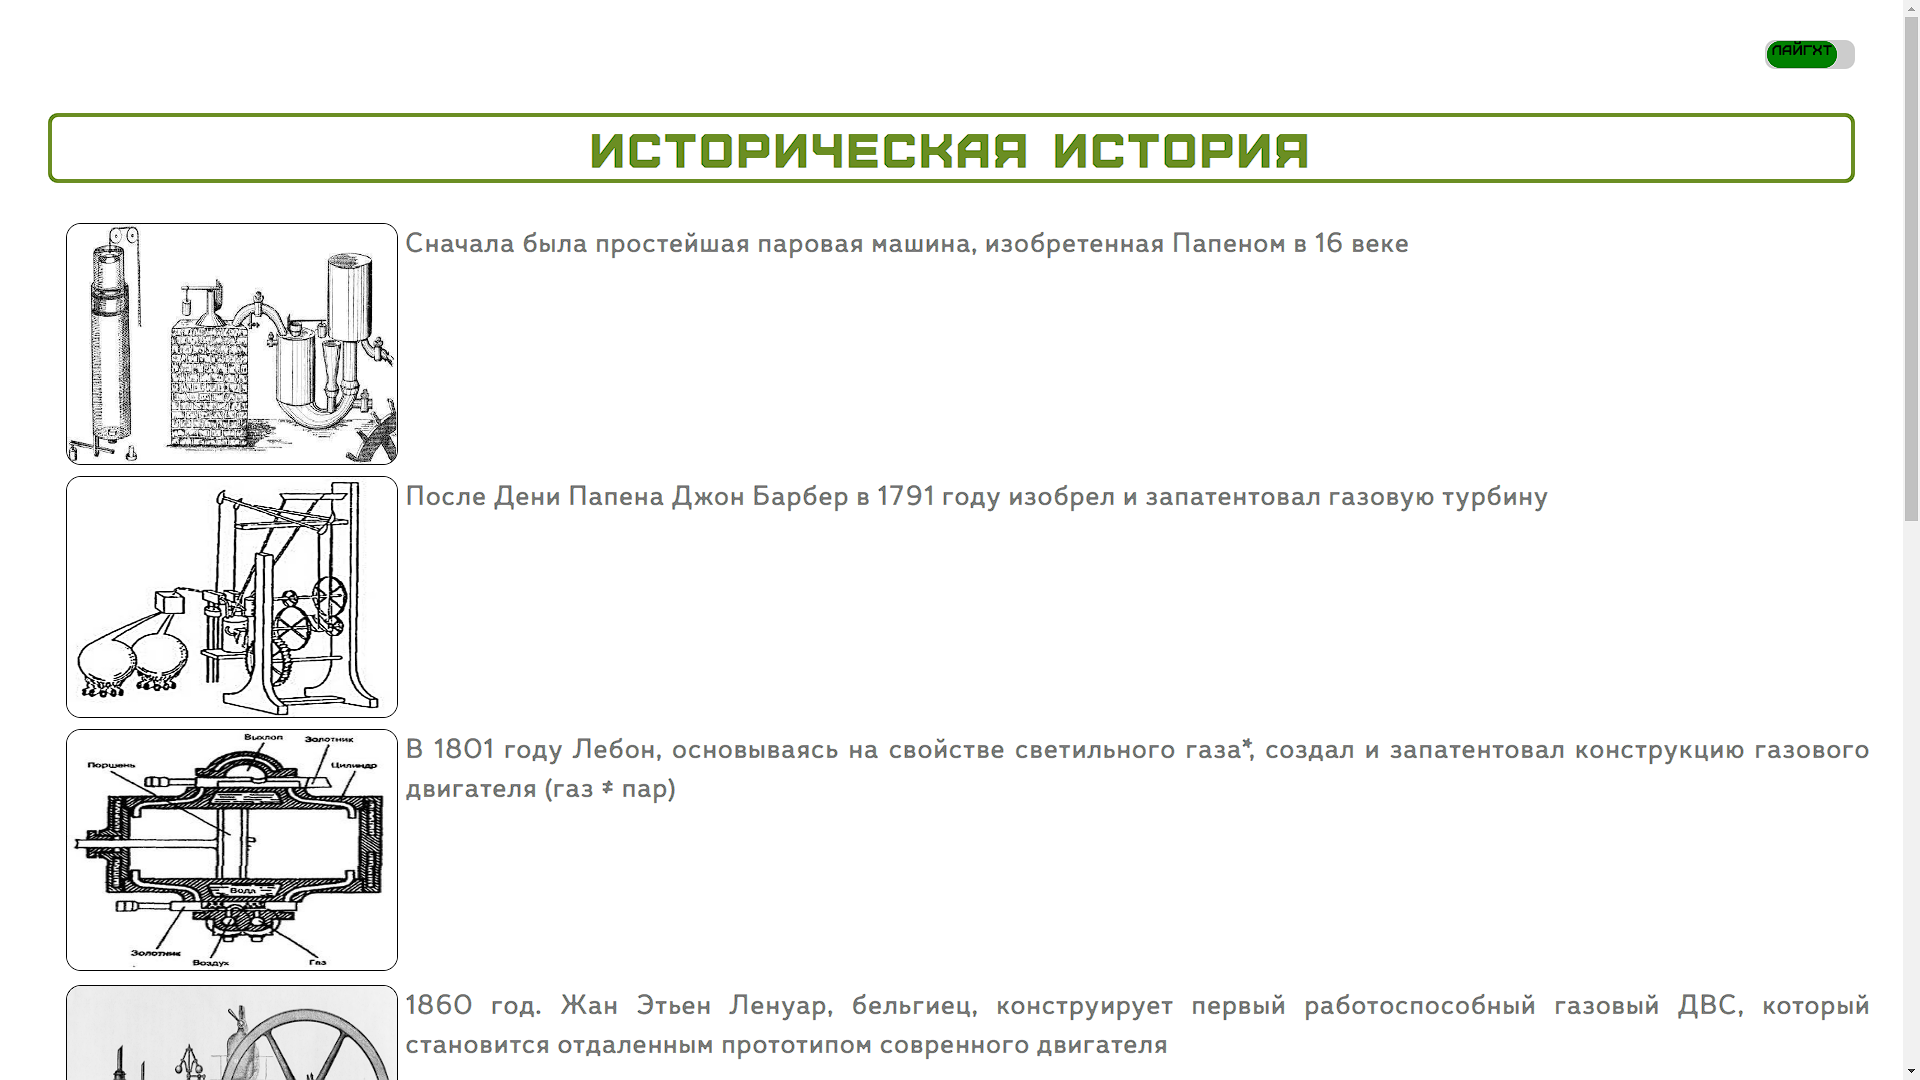 ЛАЙГХТ
ИСТОРИЧЕСКАЯ ИСТОРИЯ
Сначала была простейшая паровая машина, изобретенная Папеном в 16 веке
После Дени Папена Джон Барбер в 1791 году изобрел и запатентовал газовую турбину
Выхлоп
Золотник
Поршень
Цилиндр
Вода
Золотник
Воздух
Газ
В 1801 году Лебон, основываясь на свойстве светильного газа*, создал и запатентовал конструкцию газового
двигателя (газ ≠ пар)
1860 год. Жан Этьен Ленуар, бельгиец, конструирует первый работоспособный газовый ДВС, который
становится отдаленным прототипом совренного двигателя